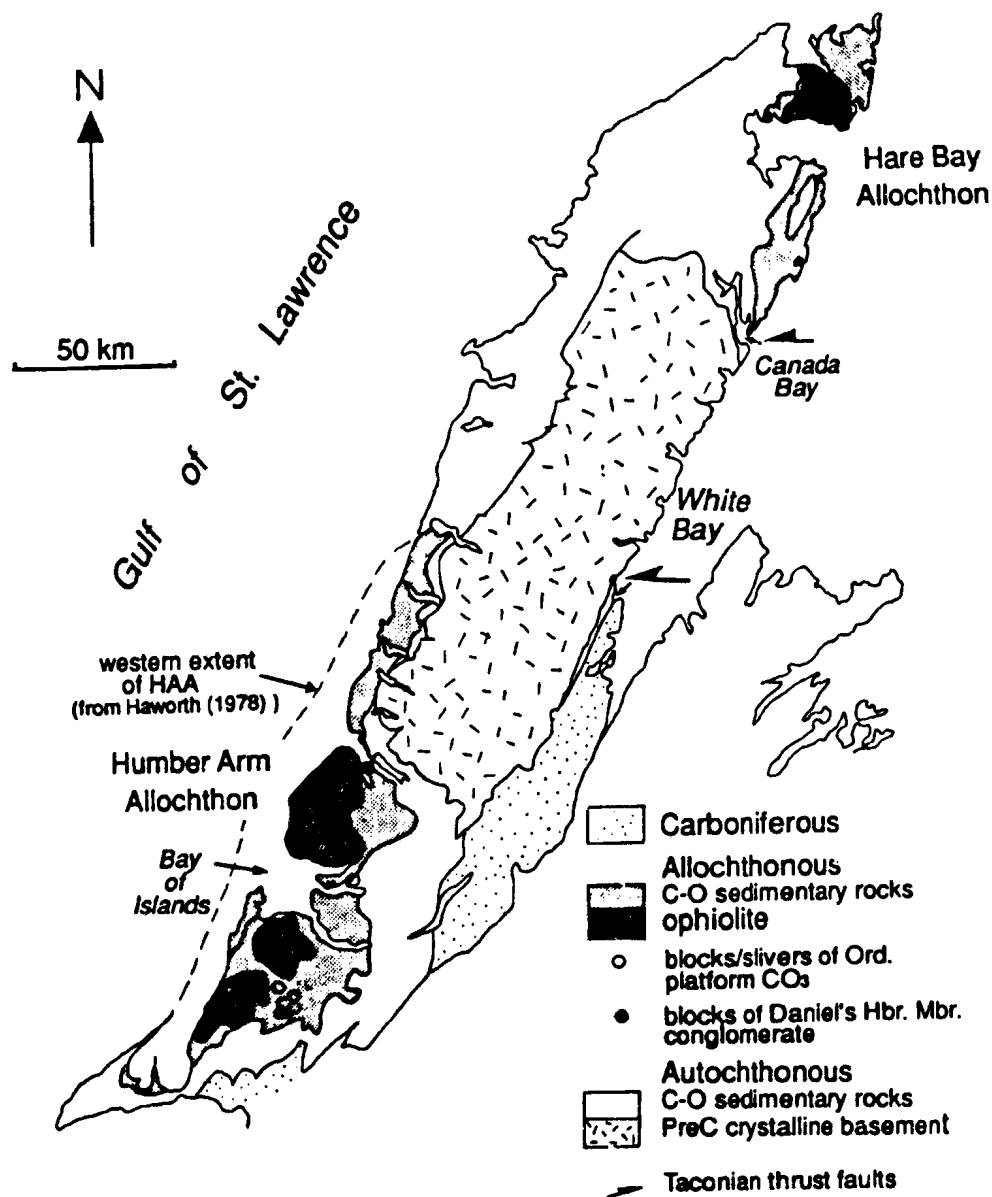 N
Hare Bay
Allochthon
Gulf of St. Lawrence
50 km
Canada
Bay
White
Bay
western extent
of HAA
(from Haworth (1978) )
Humber Arm
Allochthon
Bay
of
Islands
Carboniferous
Allochthonous
C-O sedimentary rocks
ophiolite
blocks/slivers of Ord.
platform CO₃
blocks of Daniel's Hbr. Mbr.
conglomerate
Autochthonous
C-O sedimentary rocks
PreC crystalline basement
Taconian thrust faults